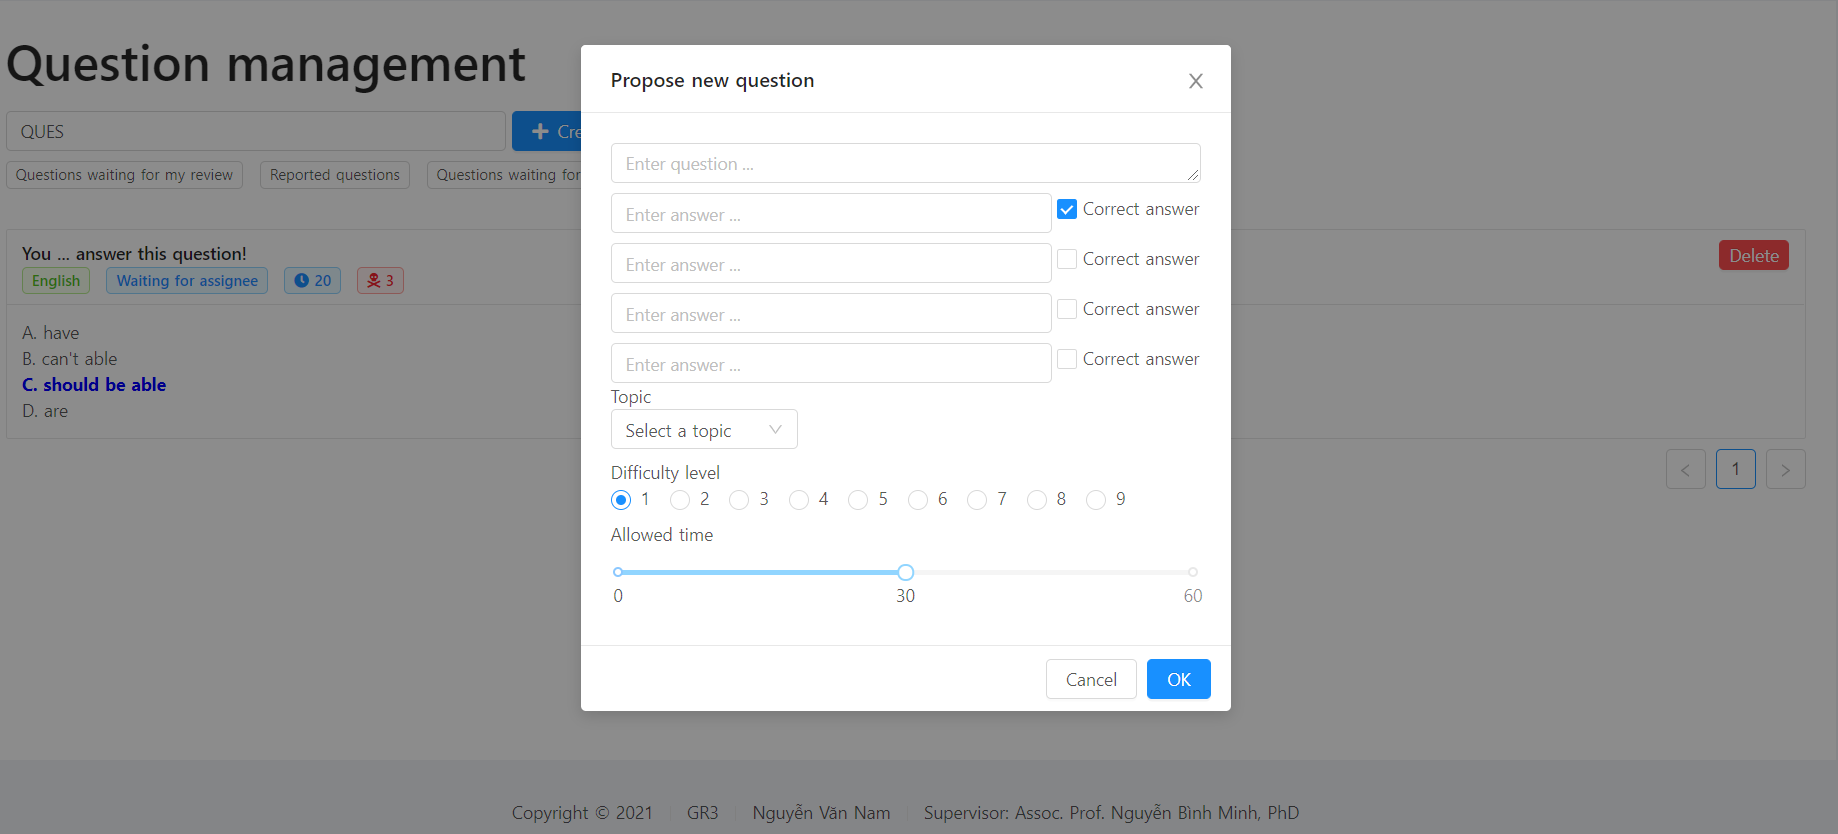 Question management
QUES
Cre
Questions waiting for my review
Reported questions
Questions waiting for
You ... answer this question!
English
Waiting for assignee
20
3
Delete
A. have
B. can't able
C. should be able
D. are
1
Propose new question
Enter question ...
Enter answer ...
Correct answer
Enter answer ...
Correct answer
Enter answer ...
Correct answer
Enter answer ...
Correct answer
Topic
Select a topic
Difficulty level
1 2 3 4 5 6 7 8 9
Allowed time
0 30 60
Cancel
OK
Copyright © 2021 GR3 Nguyễn Văn Nam Supervisor: Assoc. Prof. Nguyễn Bình Minh, PhD